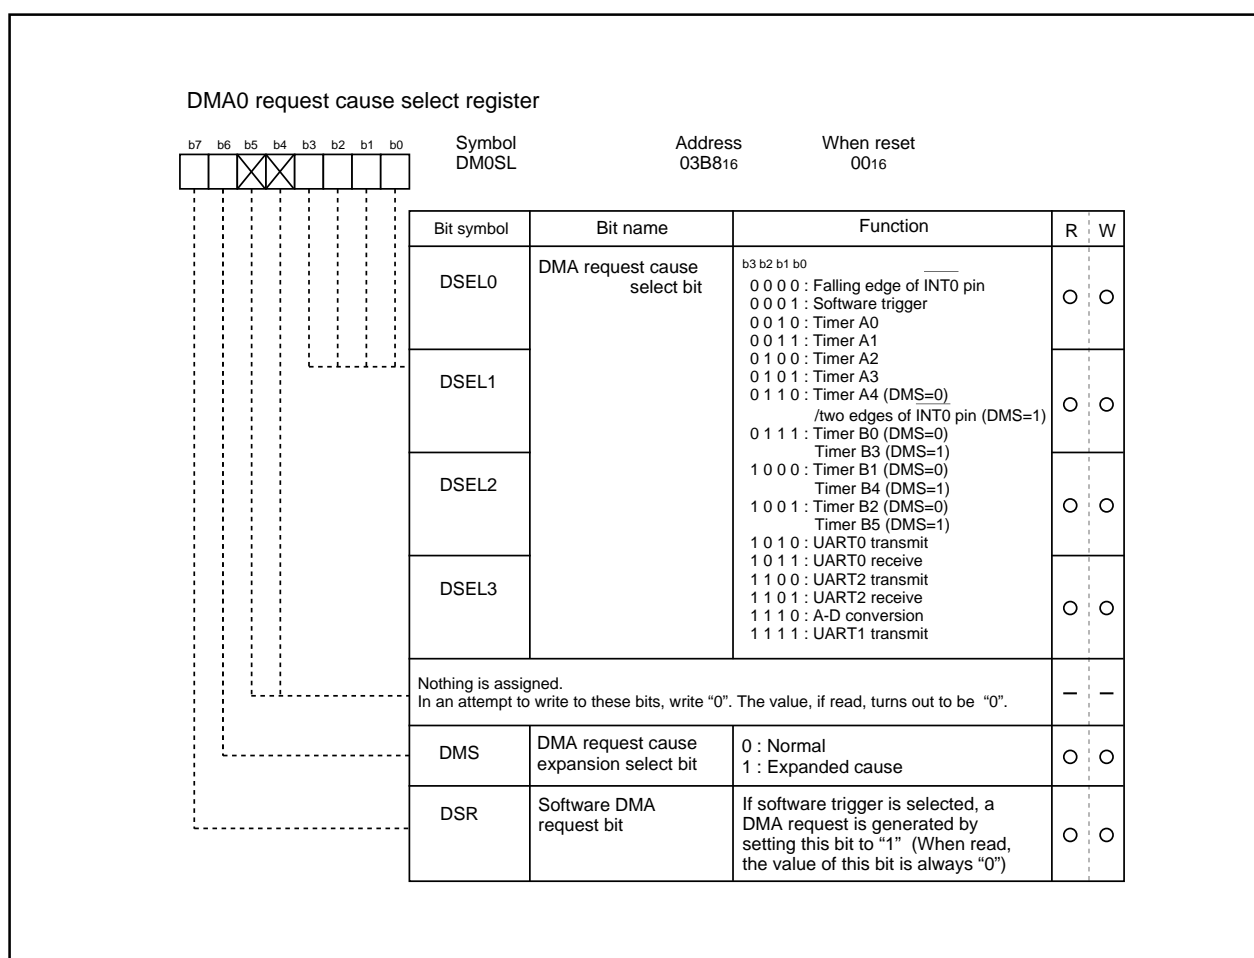 DMA0 request cause select register
b7 b6 b5 b4 b3 b2 b1 b0
Symbol Address When reset
DM0SL 03B816 0016
Bit symbol Bit name Function R W
DSEL0
DMA request cause
select bit
b3 b2 b1 b0
0 0 0 0 : Falling edge of INT0 pin
0 0 0 1 : Software trigger
0 0 1 0 : Timer A0
0 0 1 1 : Timer A1
0 1 0 0 : Timer A2
DSEL1
0 1 0 1 : Timer A3
0 1 1 0 : Timer A4 (DMS=0)
/two edges of INT0 pin (DMS=1)
0 1 1 1 : Timer B0 (DMS=0)
Timer B3 (DMS=1)
DSEL2
1 0 0 0 : Timer B1 (DMS=0)
Timer B4 (DMS=1)
1 0 0 1 : Timer B2 (DMS=0)
Timer B5 (DMS=1)
1 0 1 0 : UART0 transmit
1 0 1 1 : UART0 receive
DSEL3
1 1 0 0 : UART2 transmit
1 1 0 1 : UART2 receive
1 1 1 0 : A-D conversion
1 1 1 1 : UART1 transmit
Nothing is assigned.
In an attempt to write to these bits, write “0”. The value, if read, turns out to be “0”.
DMS
DMA request cause
expansion select bit
0 : Normal
1 : Expanded cause
DSR
Software DMA
request bit
If software trigger is selected, a
DMA request is generated by
setting this bit to “1” (When read,
the value of this bit is always “0”)